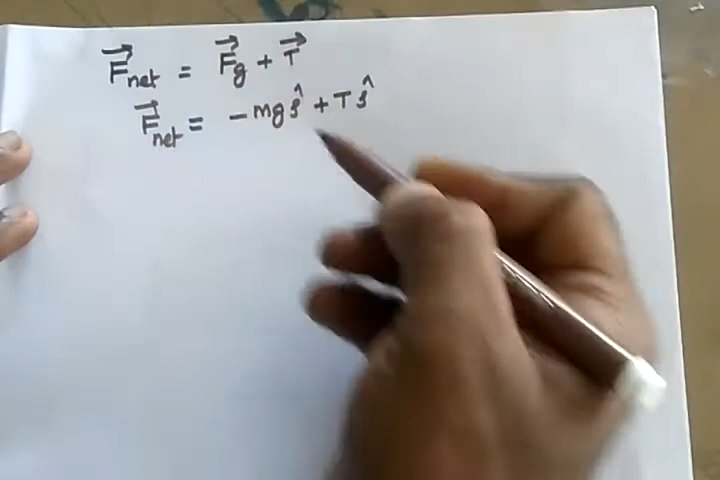 F⃗net = F⃗g + T⃗
F⃗net = - mg ĵ + T ĵ